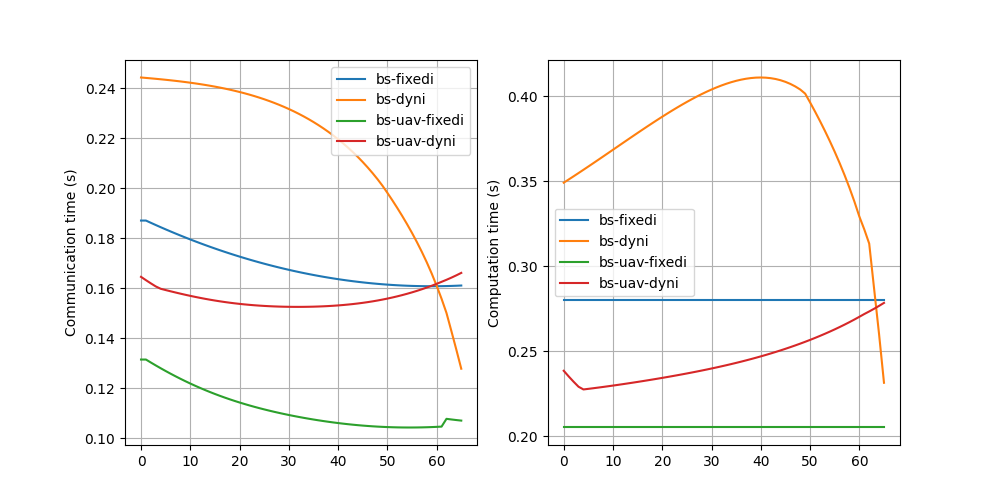 Communication time (s)
0.24
0.22
0.20
0.18
0.16
0.14
0.12
0.10
0 10 20 30 40 50 60
bs-fixedi
bs-dyni
bs-uav-fixedi
bs-uav-dyni
Computation time (s)
0.40
0.35
0.30
0.25
0.20
0 10 20 30 40 50 60
bs-fixedi
bs-dyni
bs-uav-fixedi
bs-uav-dyni